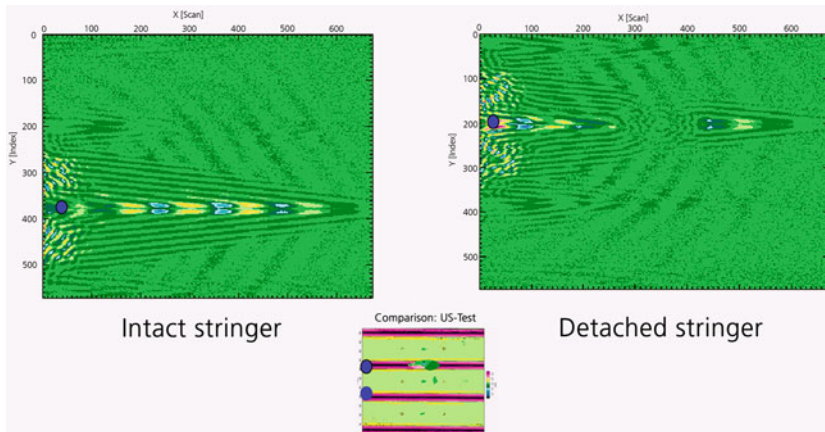 X [Scan]
0 100 200 300 400 500 600
Y [Index]
0
100
200
300
400
500
X [Scan]
0 100 200 300 400 500 600
Y [Index]
0
100
200
300
400
500
Intact stringer
Detached stringer
Comparison: US-Test